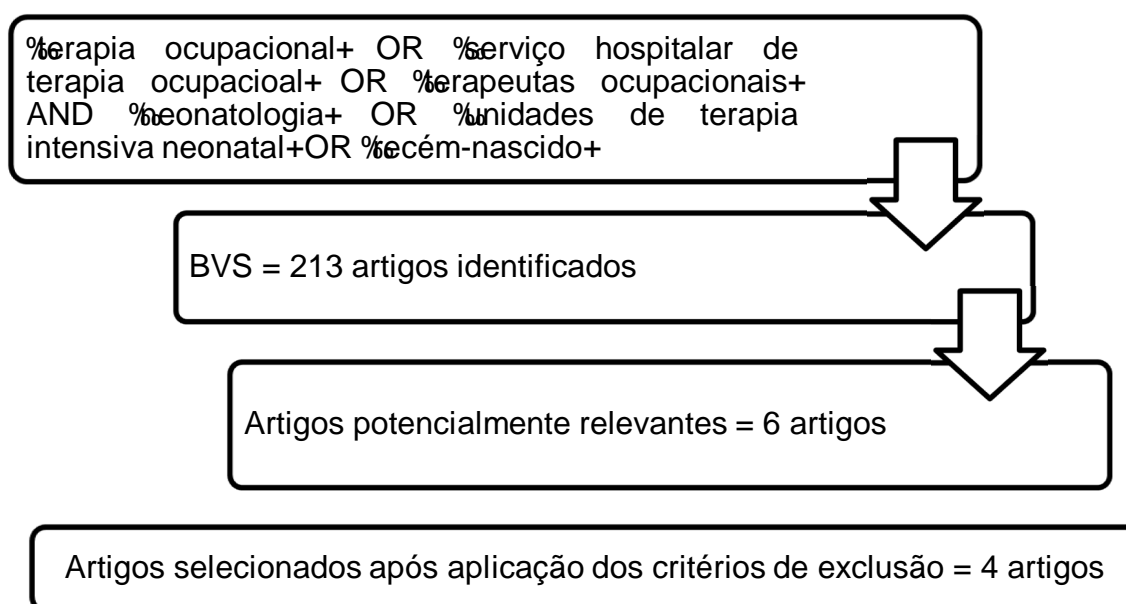 ‰terapia ocupacional+ OR ‰serviço hospitalar de
terapia ocupacioal+ OR ‰terapeutas ocupacionais+
AND ‰neonatologia+ OR ‰unidades de terapia
intensiva neonatal+OR ‰recém-nascido+
BVS = 213 artigos identificados
Artigos potencialmente relevantes = 6 artigos
Artigos selecionados após aplicação dos critérios de exclusão = 4 artigos